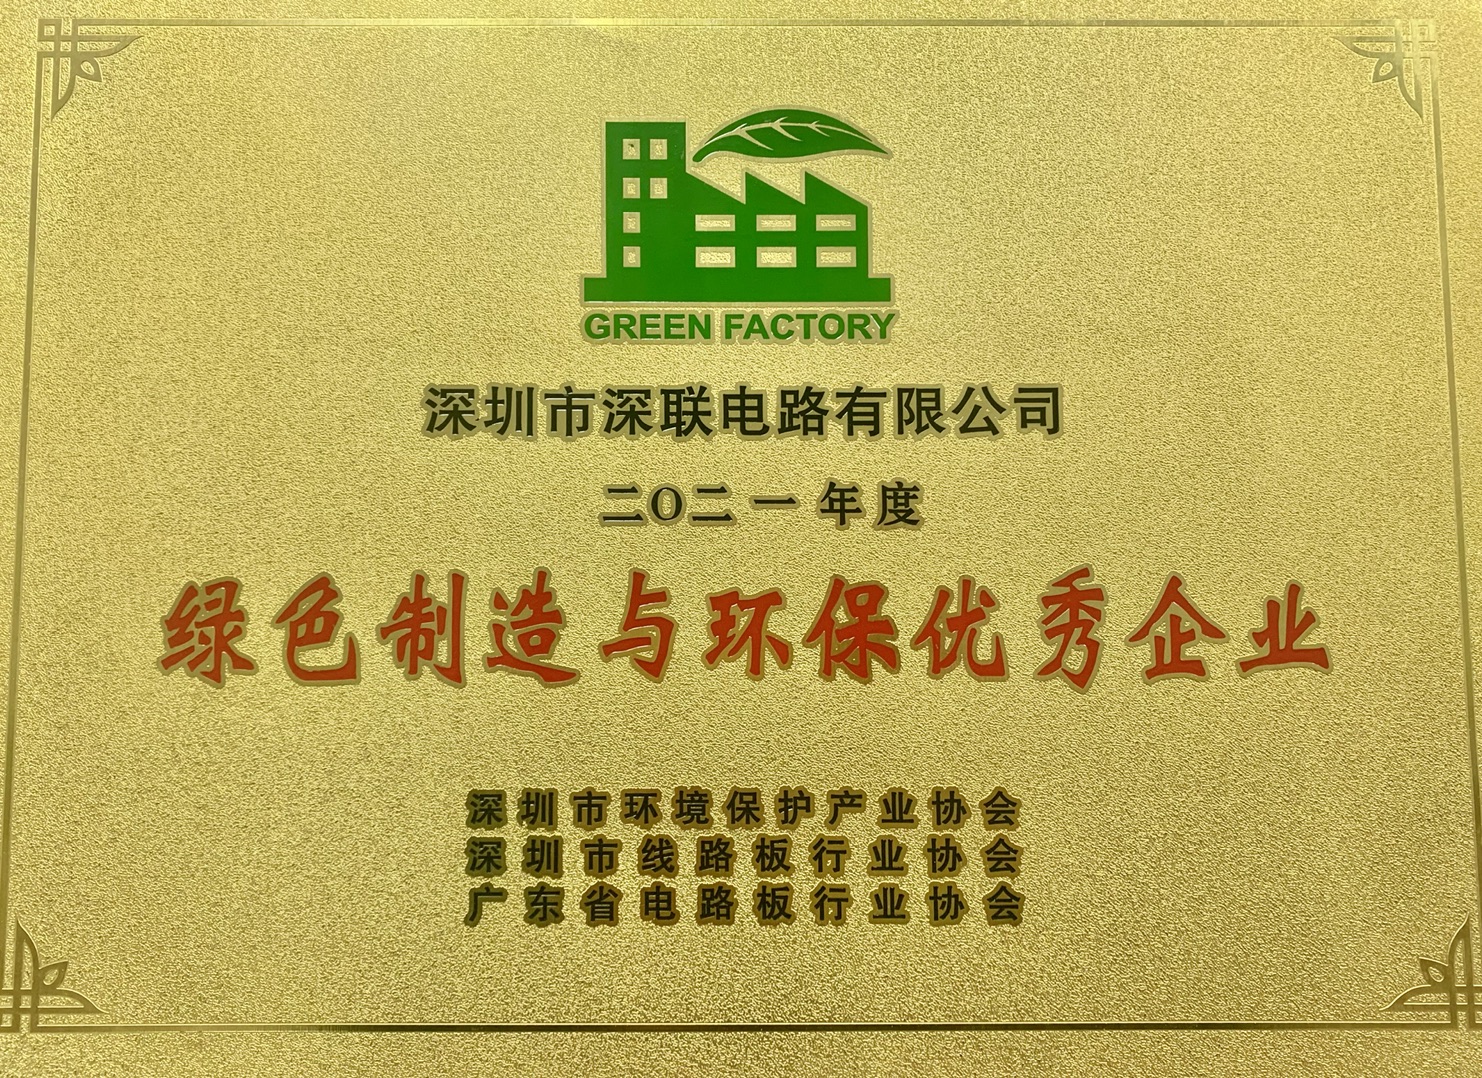 GREEN FACTORY
深圳市深联电路有限公司
二〇二一年度
绿色制造与环保优秀企业
深圳市环境保护产业协会
深圳市线路板行业协会
广东省电路板行业协会